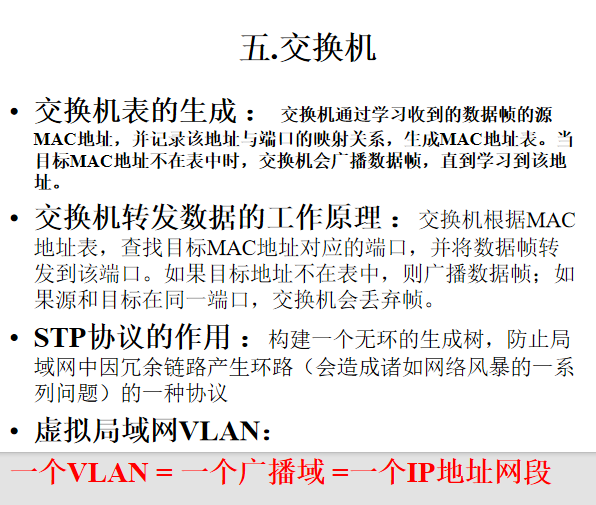 五.交换机
• 交换机表的生成 ： 交换机通过学习收到的数据帧的源
MAC地址，并记录该地址与端口的映射关系，生成MAC地址表。当
目标MAC地址不在表中时，交换机会广播数据帧，直到学习到该地
址。
• 交换机转发数据的工作原理 ：交换机根据MAC
地址表，查找目标MAC地址对应的端口，并将数据帧转
发到该端口。如果目标地址不在表中，则广播数据帧；如
果源和目标在同一端口，交换机会丢弃帧。
• STP协议的作用 ：构建一个无环的生成树，防止局
域网中因冗余链路产生环路（会造成诸如网络风暴的一系
列问题）的一种协议
• 虚拟局域网VLAN：
一个VLAN = 一个广播域 =一个IP地址网段